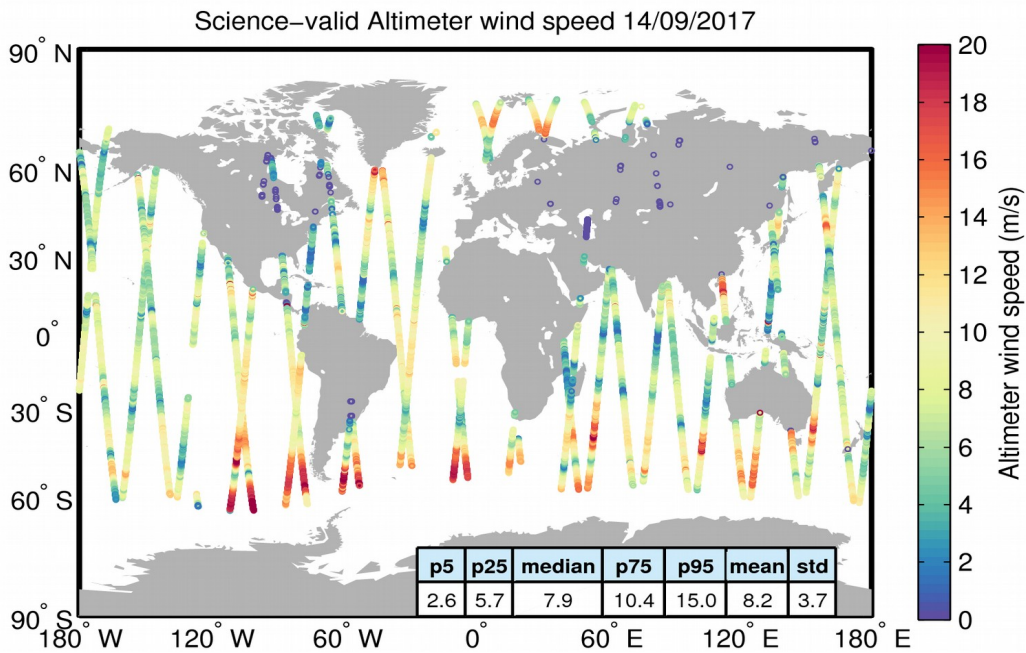 Science-valid Altimeter wind speed 14/09/2017
90° N
60° N
30° N
0°
30° S
60° S
90° S
180° W
120° W
60° W
0°
60° E
120° E
180° E
p5 p25 median p75 p95 mean std
2.6 5.7 7.9 10.4 15.0 8.2 3.7
20
18
16
14
12
10
8
6
4
2
0
Altimeter wind speed (m/s)